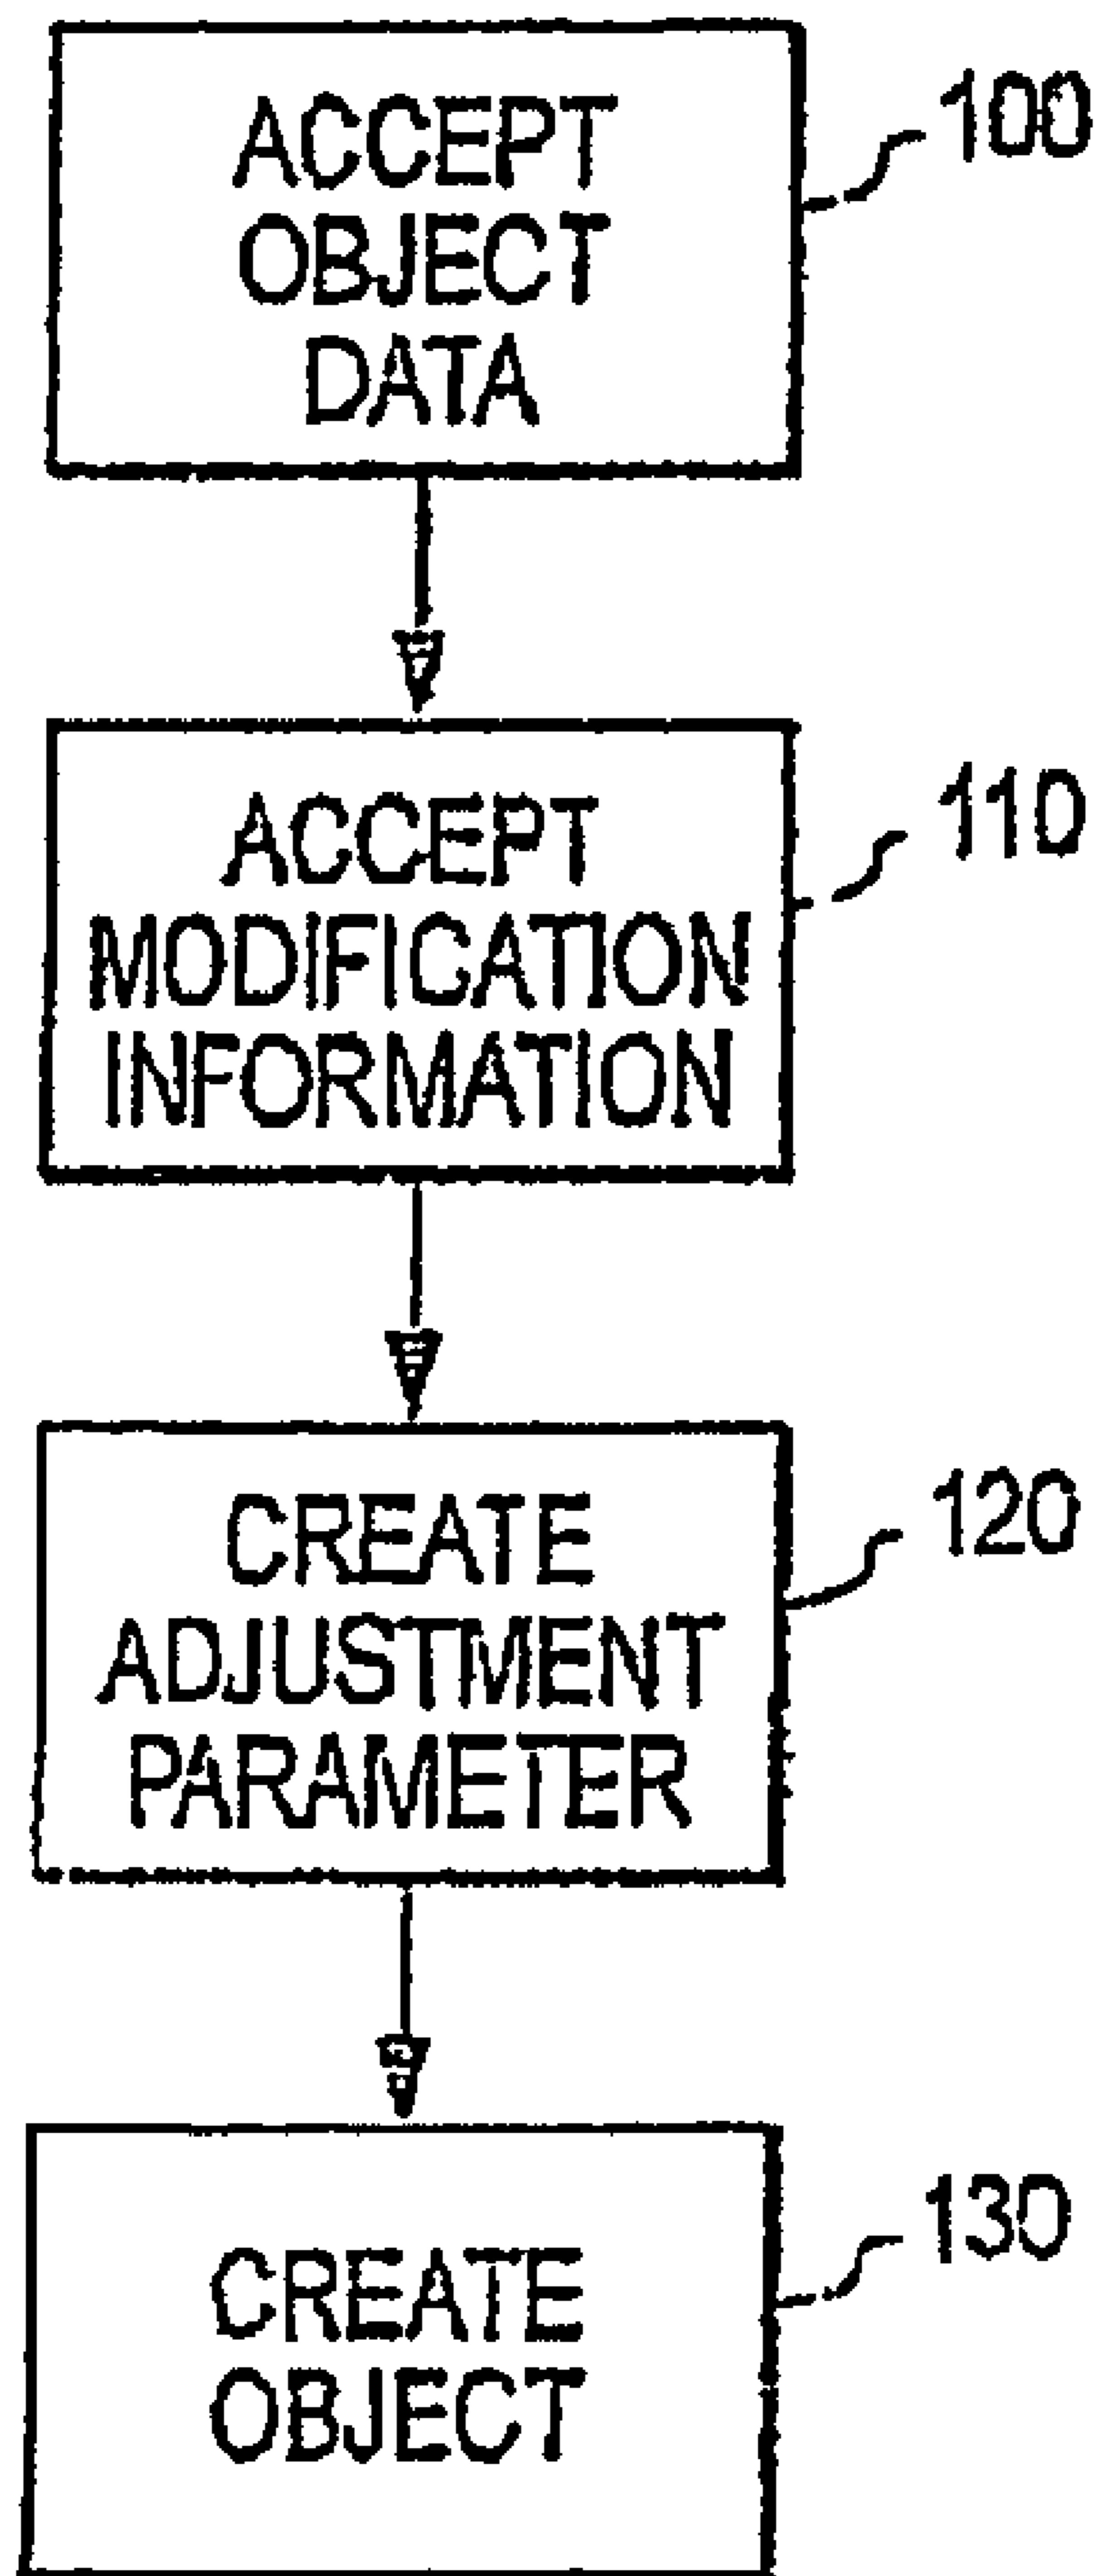 ACCEPT
OBJECT
DATA
100
ACCEPT
MODIFICATION
INFORMATION
110
CREATE
ADJUSTMENT
PARAMETER
120
CREATE
OBJECT
130